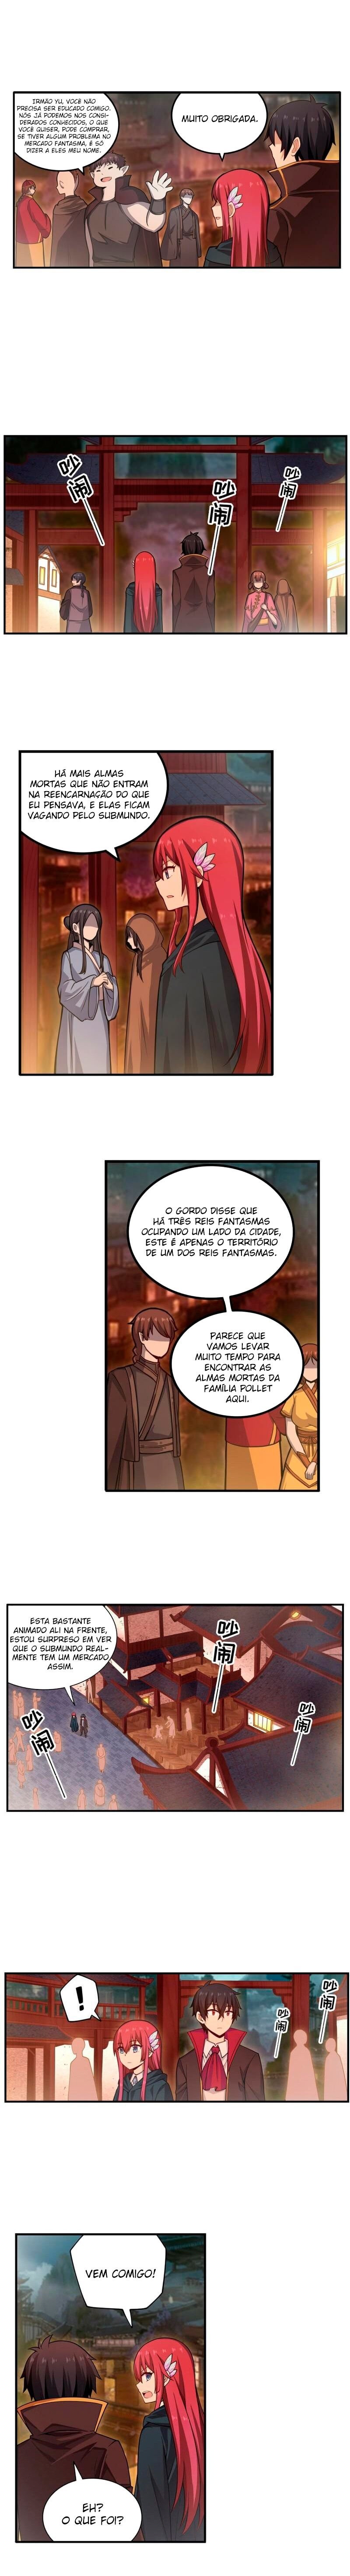 IRMÃO YU, VOCÊ NÃO
PRECISA SER EDUCADO COMIGO.
NÓS JÁ PODEMOS NOS CONSI-
DERADOS CONHECIDOS, O QUE
VOCÊ QUISER, PODE COMPRAR,
SE TIVER ALGUM PROBLEMA NO
MERCADO FANTASMA, É SÓ
DIZER A ELES MEU NOME.
MUITO OBRIGADA.
吵闹
吵闹
吵闹
HÁ MAIS ALMAS
MORTAS QUE NÃO ENTRAM
NA REENCARNAÇÃO DO QUE
EU PENSAVA, E ELAS FICAM
VAGANDO PELO SUBMUNDO.
O GORDO DISSE QUE
HÁ TRÊS REIS FANTASMAS
OCUPANDO UM LADO DA CIDADE,
ESTE É APENAS O TERRITÓRIO
DE UM DOS REIS FANTASMAS.
PARECE QUE
VAMOS LEVAR
MUITO TEMPO PARA
ENCONTRAR AS
ALMAS MORTAS DA
FAMÍLIA POLLET
AQUI.
ESTA BASTANTE
ANIMADO ALI NA FRENTE,
ESTOU SURPRESO EM VER
QUE O SUBMUNDO REAL-
MENTE TEM UM MERCADO
ASSIM.
吵闹
吵闹
吵闹
!
吵闹
吵闹
VEM COMIGO!
EH?
O QUE FOI?